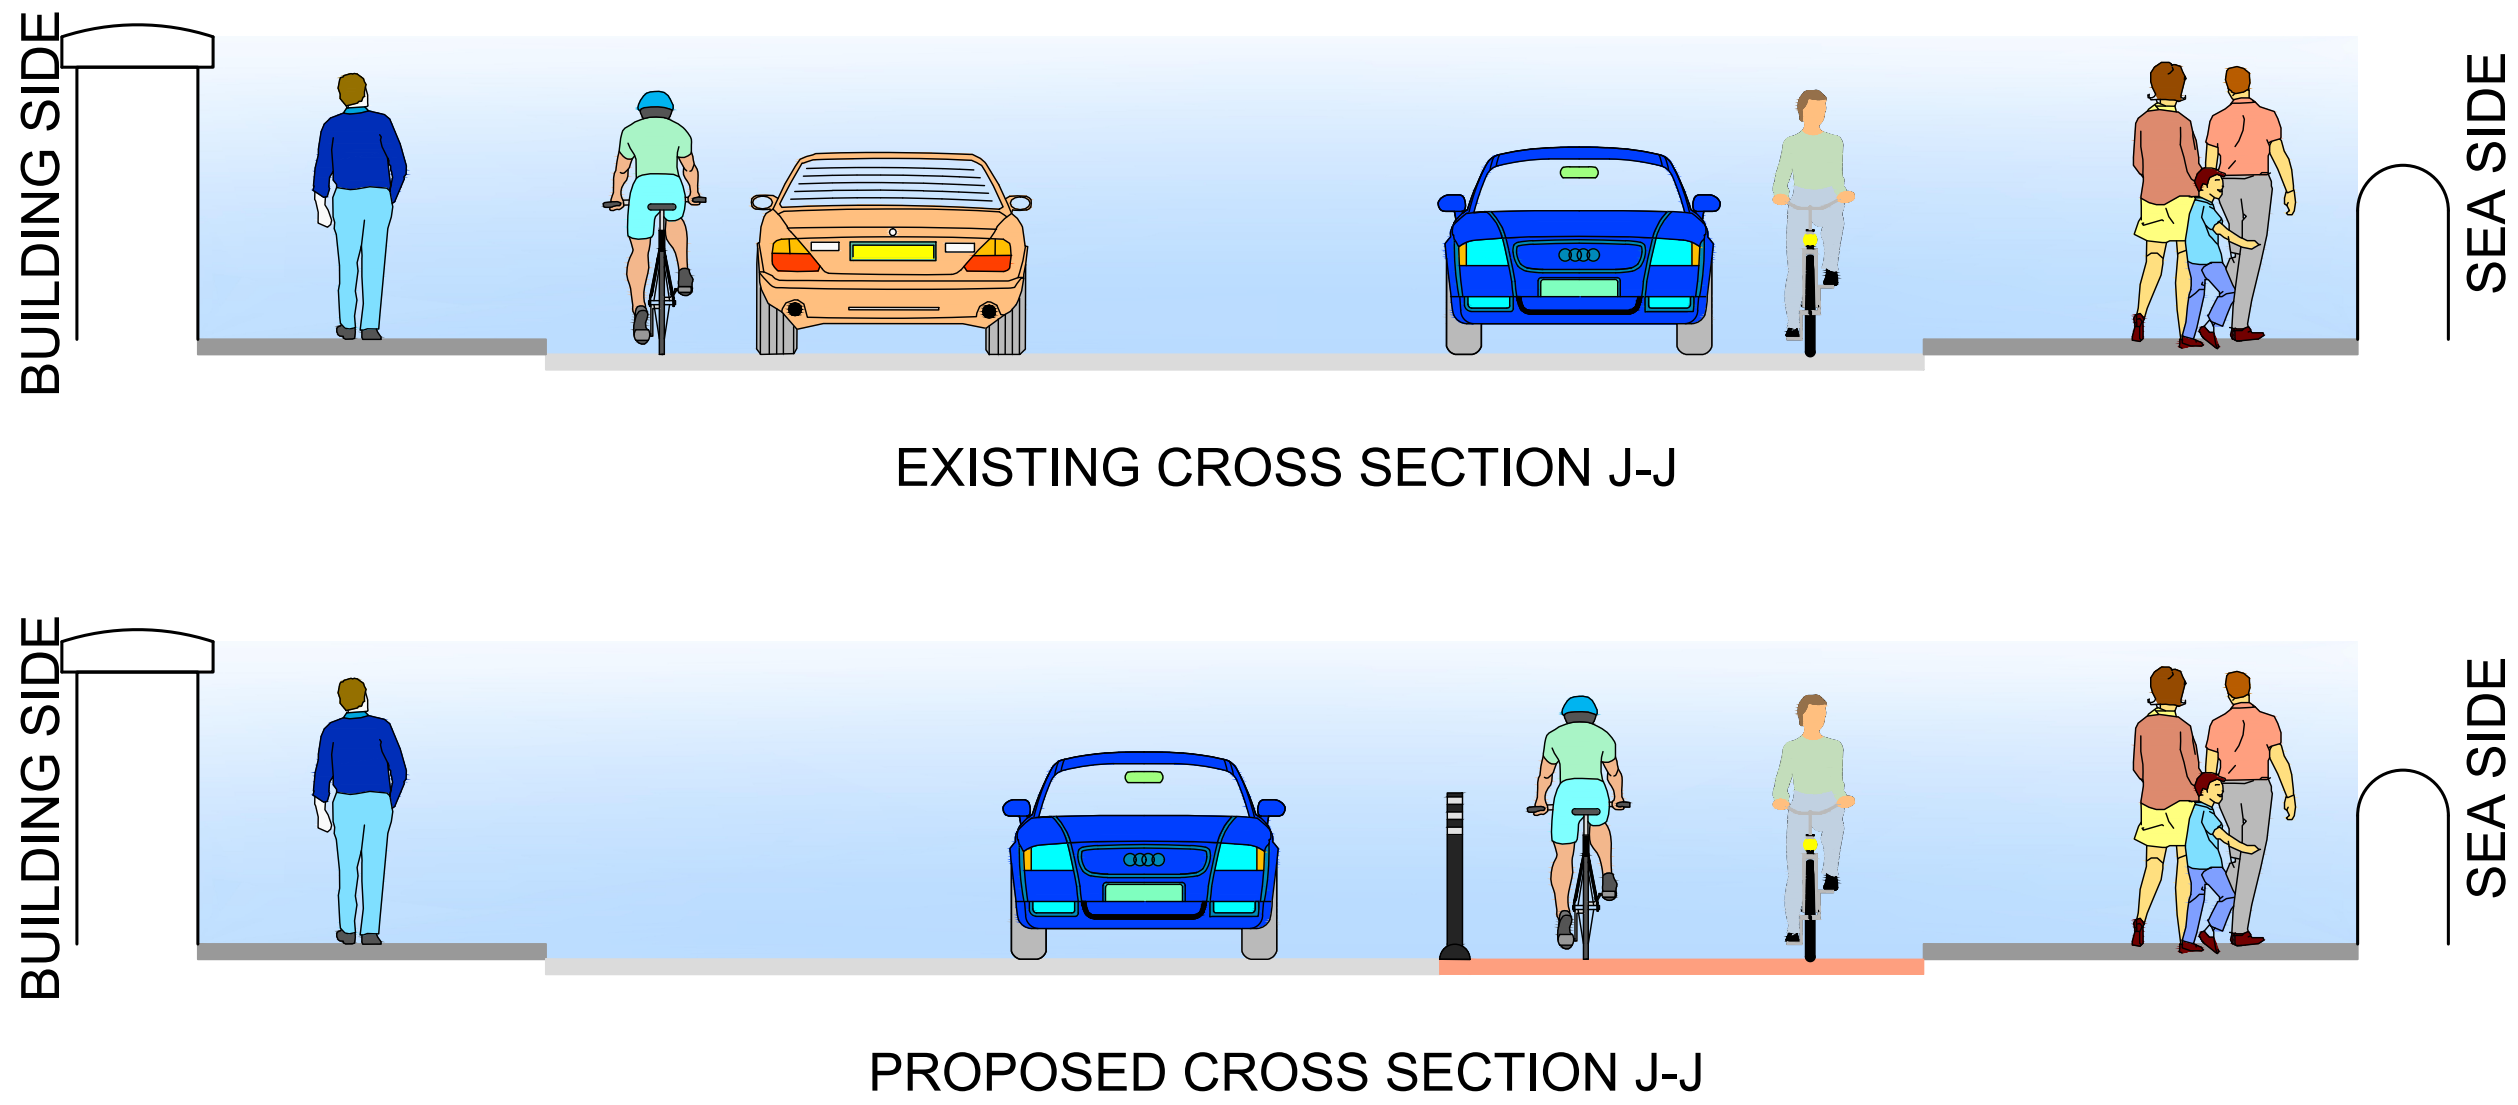 BUILDING SIDE
SEA SIDE
EXISTING CROSS SECTION J-J
BUILDING SIDE
SEA SIDE
PROPOSED CROSS SECTION J-J